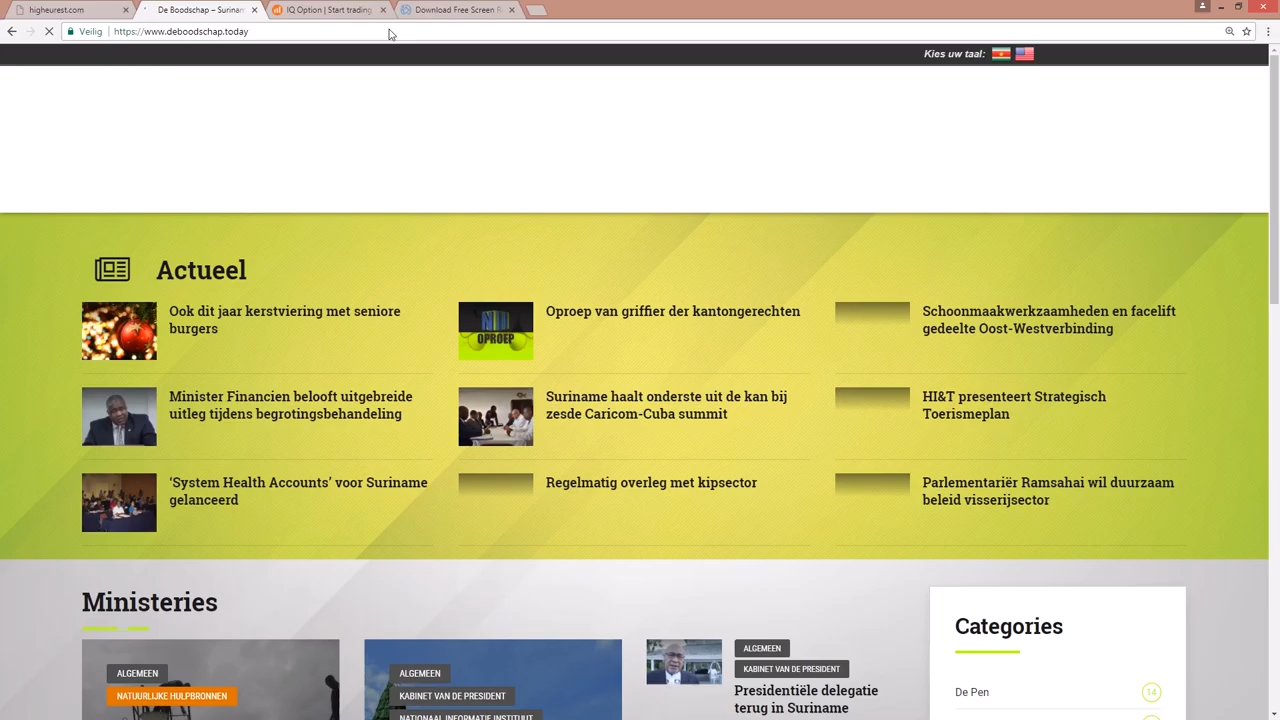 higheurest.com
De Boodschap – Surinam
IQ Option | Start trading
Download Free Screen R
Veilig
https://www.deboodschap.today
Kies uw taal:
Actueel
Ook dit jaar kerstviering met seniore
burgers
Oproep van griffier der kantongerechten
Schoonmaakwerkzaamheden en facelift
gedeelte Oost-Westverbinding
OPROEP
Minister Financien belooft uitgebreide
uitleg tijdens begrotingsbehandeling
Suriname haalt onderste uit de kan bij
zesde Caricom-Cuba summit
HI&T presenteert Strategisch
Toerismeplan
‘System Health Accounts’ voor Suriname
gelanceerd
Regelmatig overleg met kipsector
Parlementariër Ramsahai wil duurzaam
beleid visserijsector
Ministeries
ALGEMEEN
NATUURLIJKE HULPBRONNEN
ALGEMEEN
KABINET VAN DE PRESIDENT
NATIONAAL INFORMATIE INSTITUUT
ALGEMEEN
KABINET VAN DE PRESIDENT
Presidentiële delegatie
terug in Suriname
Categories
De Pen 14